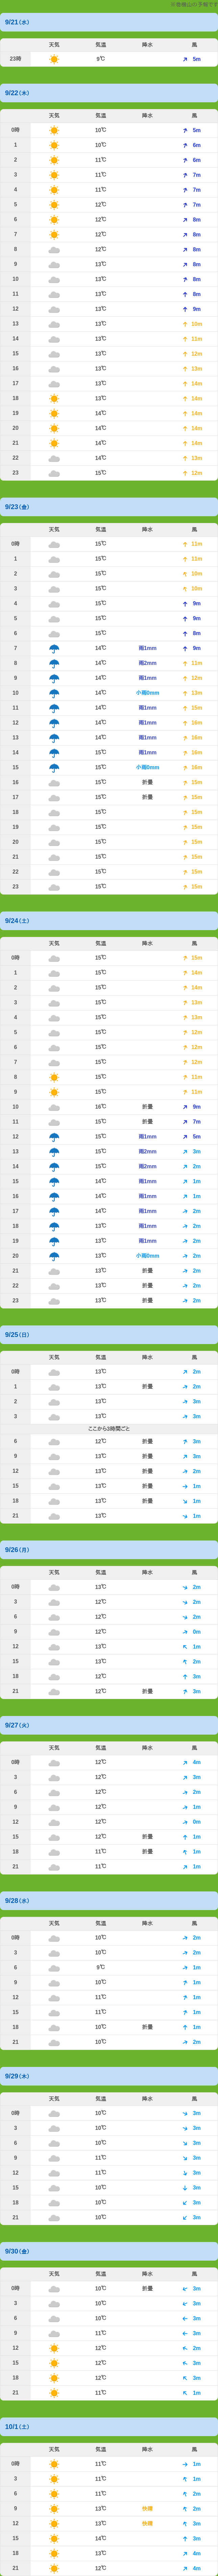 ※磐梯山の予報です
9/21(水)
天気 気温 降水 風
23時 9℃ 5m
9/22(木)
天気 気温 降水 風
0時 10℃ 5m
1 10℃ 6m
2 11℃ 6m
3 11℃ 7m
4 11℃ 7m
5 12℃ 7m
6 12℃ 8m
7 12℃ 8m
8 12℃ 8m
9 13℃ 8m
10 13℃ 8m
11 13℃ 8m
12 13℃ 9m
13 13℃ 10m
14 13℃ 11m
15 13℃ 12m
16 13℃ 13m
17 13℃ 14m
18 13℃ 14m
19 14℃ 14m
20 14℃ 14m
21 14℃ 14m
22 14℃ 13m
23 15℃ 12m
9/23(金)
天気 気温 降水 風
0時 15℃ 11m
1 15℃ 11m
2 15℃ 10m
3 15℃ 10m
4 15℃ 9m
5 15℃ 9m
6 15℃ 8m
7 14℃ 雨1mm 9m
8 14℃ 雨2mm 11m
9 14℃ 雨1mm 12m
10 14℃ 小雨0mm 13m
11 14℃ 雨1mm 15m
12 14℃ 雨1mm 16m
13 14℃ 雨1mm 16m
14 14℃ 雨1mm 16m
15 15℃ 小雨0mm 16m
16 15℃ 折曇 15m
17 15℃ 折曇 15m
18 15℃ 15m
19 15℃ 15m
20 15℃ 15m
21 15℃ 15m
22 15℃ 15m
23 15℃ 15m
9/24(土)
天気 気温 降水 風
0時 15℃ 15m
1 15℃ 14m
2 15℃ 14m
3 15℃ 13m
4 15℃ 13m
5 15℃ 12m
6 15℃ 12m
7 15℃ 12m
8 15℃ 11m
9 15℃ 11m
10 16℃ 折曇 9m
11 15℃ 折曇 7m
12 15℃ 雨1mm 5m
13 15℃ 雨2mm 3m
14 15℃ 雨2mm 2m
15 14℃ 雨1mm 1m
16 14℃ 雨1mm 1m
17 14℃ 雨1mm 2m
18 13℃ 雨1mm 2m
19 13℃ 雨1mm 2m
20 13℃ 小雨0mm 2m
21 13℃ 折曇 2m
22 13℃ 折曇 2m
23 13℃ 折曇 2m
9/25(日)
天気 気温 降水 風
0時 13℃ 2m
1 13℃ 折曇 2m
2 13℃ 3m
3 13℃ 3m
ここから3時間ごと
6 12℃ 折曇 3m
9 13℃ 折曇 3m
12 13℃ 折曇 2m
15 13℃ 折曇 1m
18 13℃ 折曇 1m
21 13℃ 1m
9/26(月)
天気 気温 降水 風
0時 13℃ 2m
3 12℃ 2m
6 12℃ 2m
9 12℃ 0m
12 13℃ 1m
15 13℃ 2m
18 12℃ 3m
21 12℃ 折曇 3m
9/27(火)
天気 気温 降水 風
0時 12℃ 4m
3 12℃ 3m
6 12℃ 2m
9 12℃ 1m
12 12℃ 0m
15 12℃ 折曇 1m
18 11℃ 折曇 1m
21 11℃ 1m
9/28(水)
天気 気温 降水 風
0時 10℃ 2m
3 10℃ 2m
6 9℃ 1m
9 10℃ 1m
12 11℃ 1m
15 11℃ 1m
18 10℃ 折曇 1m
21 10℃ 2m
9/29(木)
天気 気温 降水 風
0時 10℃ 3m
3 10℃ 3m
6 10℃ 3m
9 11℃ 3m
12 11℃ 3m
15 10℃ 3m
18 10℃ 3m
21 10℃ 3m
9/30(金)
天気 気温 降水 風
0時 10℃ 折曇 3m
3 10℃ 3m
6 10℃ 3m
9 11℃ 3m
12 12℃ 2m
15 12℃ 3m
18 12℃ 3m
21 11℃ 1m
10/1(土)
天気 気温 降水 風
0時 11℃ 1m
3 11℃ 1m
6 11℃ 2m
9 13℃ 快晴 2m
12 13℃ 快晴 3m
15 14℃ 3m
18 13℃ 4m
21 12℃ 4m